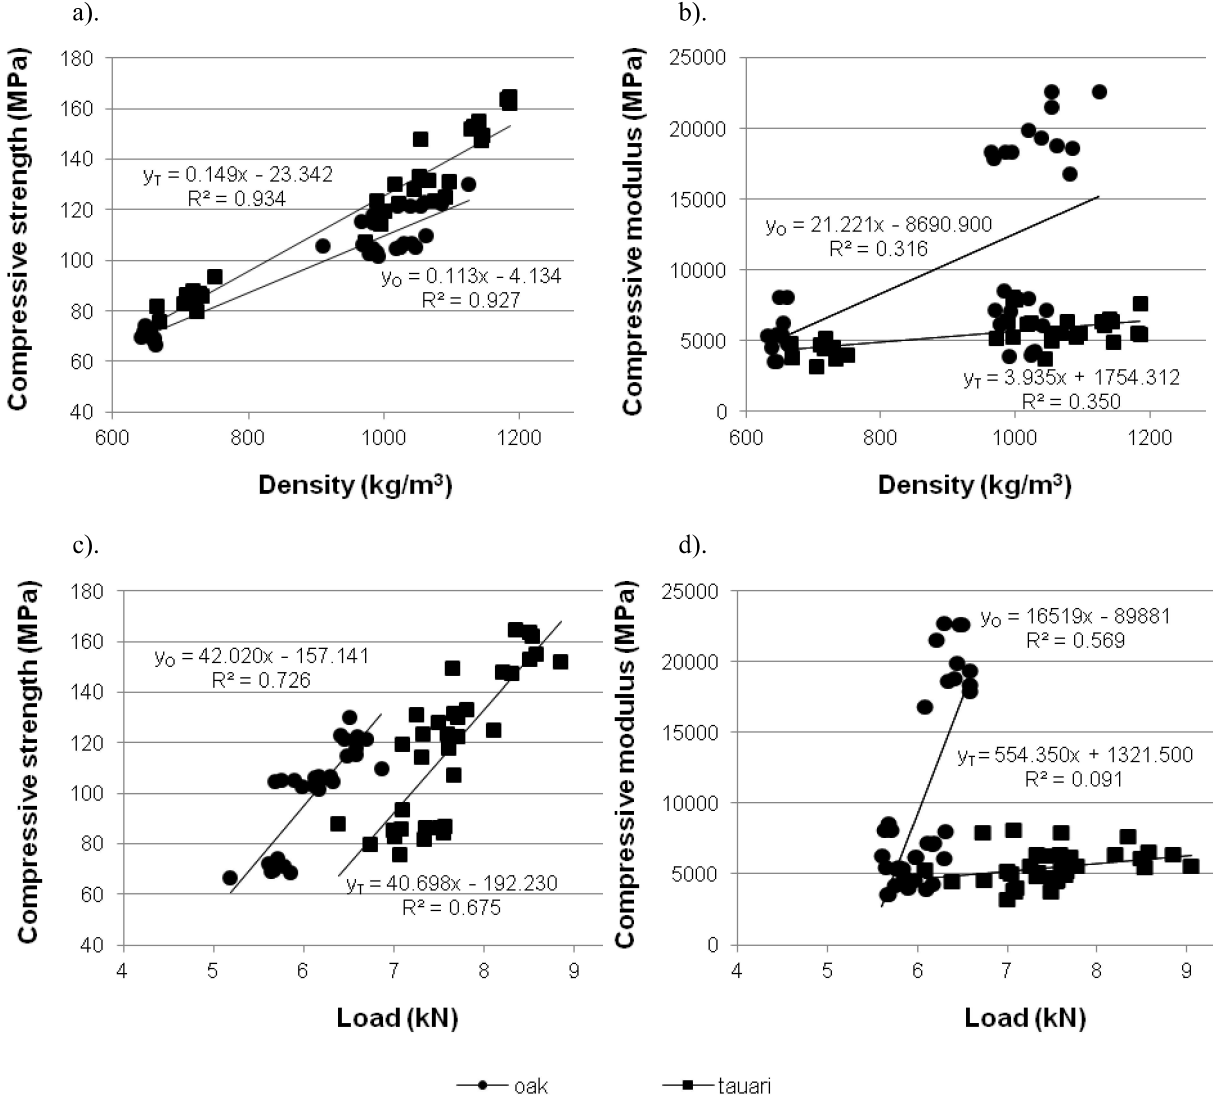 a).
Compressive strength (MPa)
180
160
140
120
100
80
60
40
y_T = 0.149x - 23.342
R² = 0.934
y_O = 0.113x - 4.134
R² = 0.927
600 800 1000 1200
Density (kg/m³)
b).
Compressive modulus (MPa)
25000
20000
15000
10000
5000
0
y_O = 21.221x - 8690.900
R² = 0.316
y_T = 3.935x + 1754.312
R² = 0.350
600 800 1000 1200
Density (kg/m³)
c).
Compressive strength (MPa)
180
160
140
120
100
80
60
40
y_O = 42.020x - 157.141
R² = 0.726
y_T = 40.698x - 192.230
R² = 0.675
4 5 6 7 8 9
Load (kN)
d).
Compressive modulus (MPa)
25000
20000
15000
10000
5000
0
y_O = 16519x - 89881
R² = 0.569
y_T = 554.350x + 1321.500
R² = 0.091
4 5 6 7 8 9
Load (kN)
oak tauari